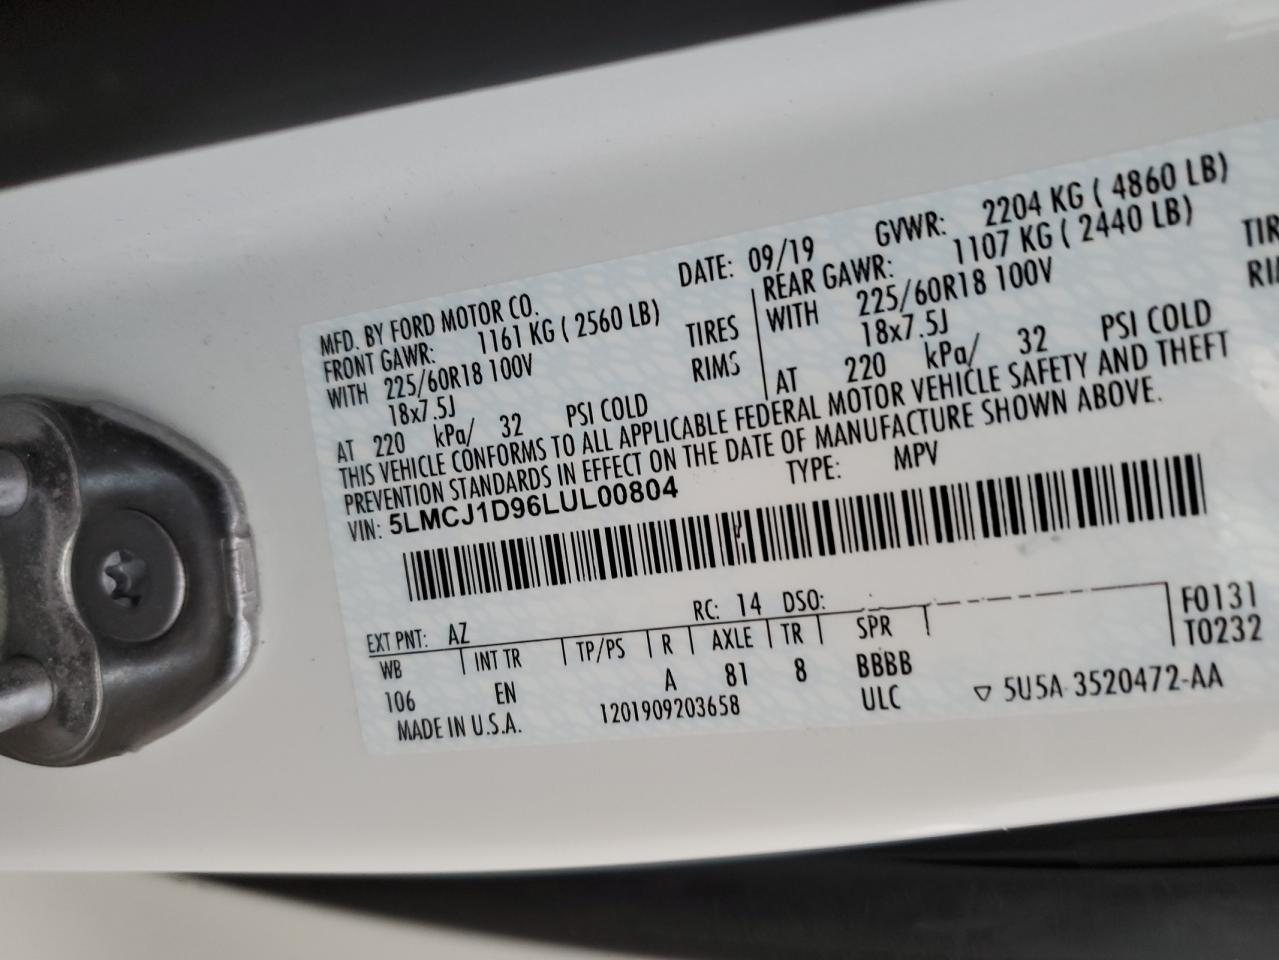 MFD. BY FORD MOTOR CO. DATE: 09/19 GVWR: 2204 KG ( 4860 LB)
FRONT GAWR: 1161 KG ( 2560 LB) REAR GAWR: 1107 KG ( 2440 LB)
WITH 225/60R18 100V TIRES WITH 225/60R18 100V TIR
18x7.5J RIMS 18x7.5J
AT 220 kPa/ 32 PSI COLD AT 220 kPa/ 32 PSI COLD
THIS VEHICLE CONFORMS TO ALL APPLICABLE FEDERAL MOTOR VEHICLE SAFETY AND THEFT
PREVENTION STANDARDS IN EFFECT ON THE DATE OF MANUFACTURE SHOWN ABOVE.
VIN: 5LMCJ1D96LUL00804 TYPE: MPV
EXT PNT: AZ RC: 14 DSO: F0131
WB INT TR TP/PS R AXLE TR SPR T0232
106 EN A 81 8 BBBB
ULC ▽ 5U5A 3520472-AA
MADE IN U.S.A. 1201909203658